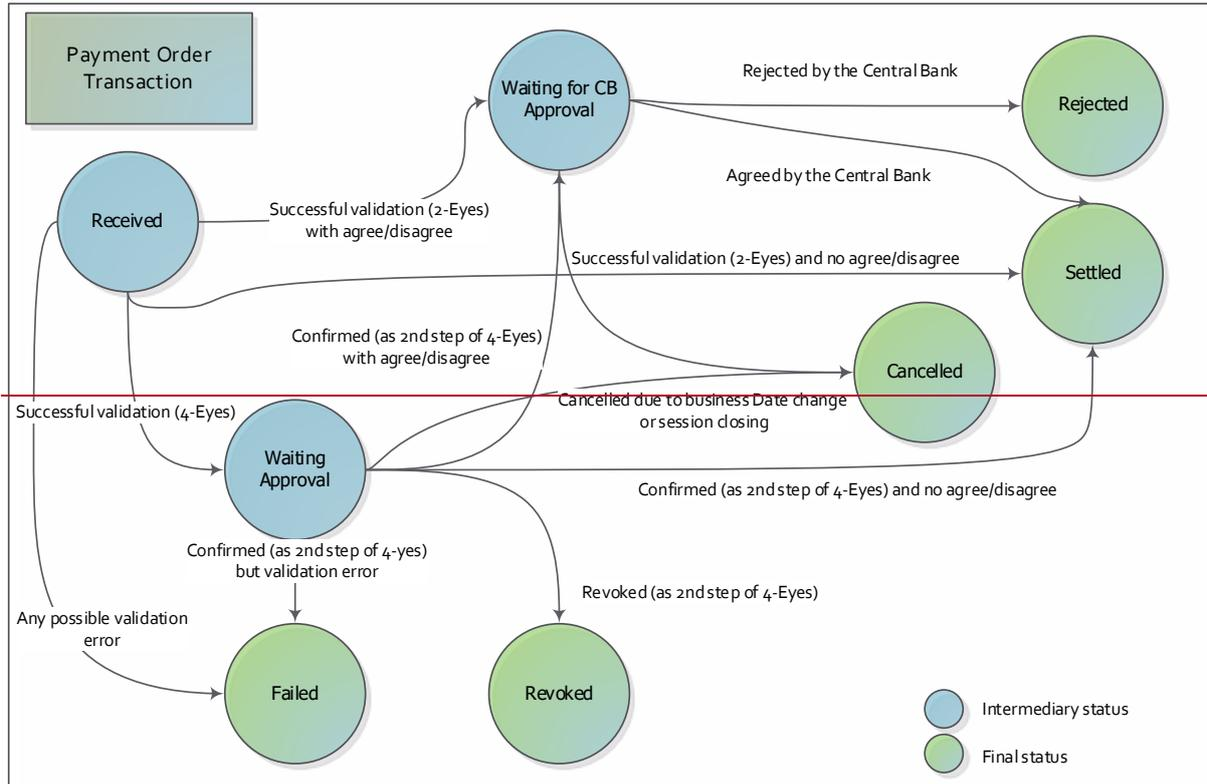 Payment Order
Transaction
Waiting for CB
Approval
Rejected by the Central Bank
Rejected
Agreed by the Central Bank
Received
Successful validation (2-Eyes)
with agree/disagree
Successful validation (2-Eyes) and no agree/disagree
Settled
Confirmed (as 2nd step of 4-Eyes)
with agree/disagree
Cancelled
Cancelled due to business Date change
or session closing
Successful validation (4-Eyes)
Waiting
Approval
Confirmed (as 2nd step of 4-Eyes) and no agree/disagree
Confirmed (as 2nd step of 4-yes)
but validation error
Revoked (as 2nd step of 4-Eyes)
Any possible validation
error
Failed
Revoked
Intermediary status
Final status